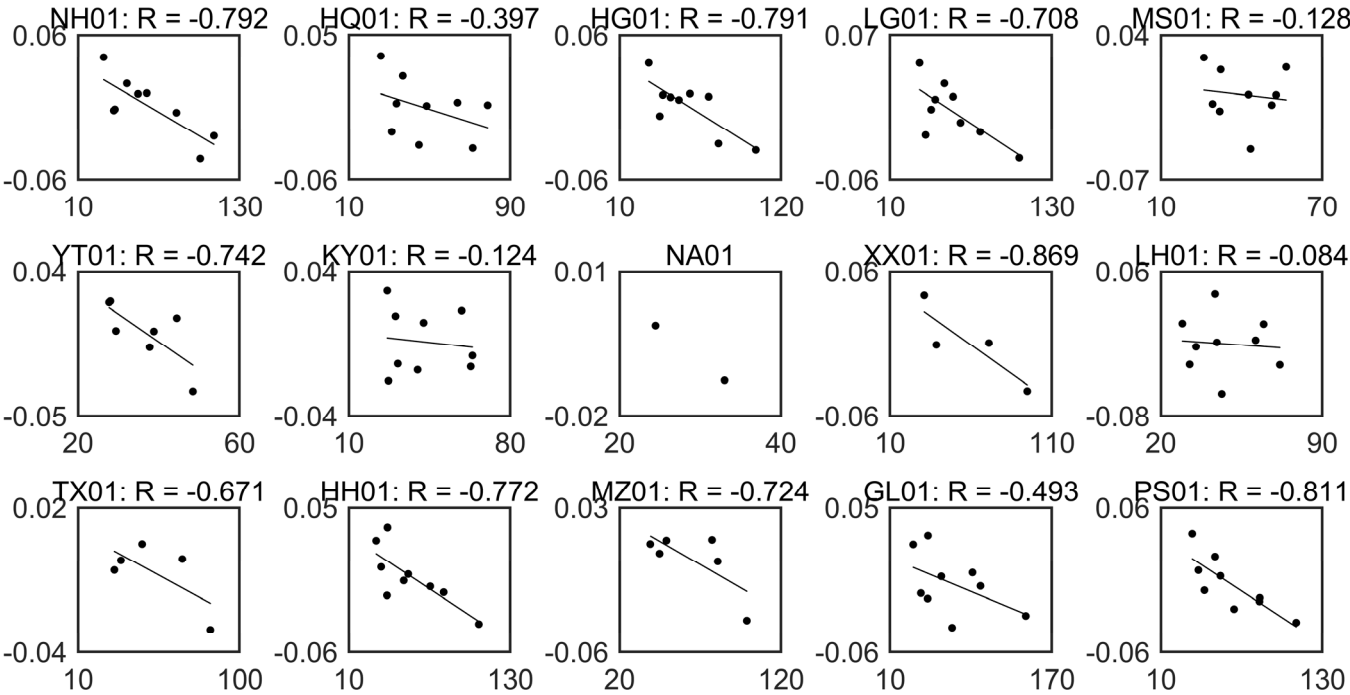 NH01: R = -0.792 HQ01: R = -0.397 HG01: R = -0.791 LG01: R = -0.708 MS01: R = -0.128
0.06 0.05 0.06 0.07 0.04
-0.06 -0.06 -0.06 -0.06 -0.07
10 130 10 90 10 120 10 130 10 70
YT01: R = -0.742 KY01: R = -0.124 NA01 XX01: R = -0.869 LH01: R = -0.084
0.04 0.04 0.01 0.06 0.06
-0.05 -0.04 -0.02 -0.06 -0.08
20 60 10 80 20 40 10 110 20 90
TX01: R = -0.671 HH01: R = -0.772 MZ01: R = -0.724 GL01: R = -0.493 PS01: R = -0.811
0.02 0.05 0.03 0.05 0.06
-0.04 -0.06 -0.06 -0.06 -0.06
10 100 10 130 20 120 10 170 10 130